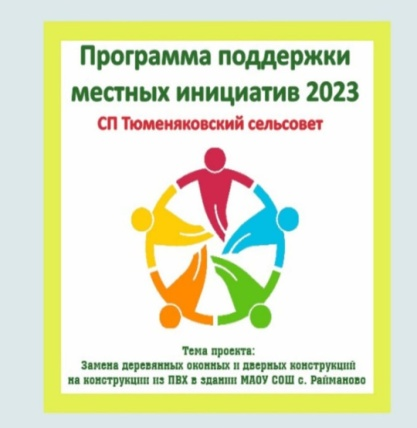 Программа поддержки
местных инициатив 2023
СП Тюменяковский сельсовет
Тема проекта:
Замена деревянных оконных и дверных конструкций
на конструкции из ПВХ в здании МАОУ СОШ с. Райманово